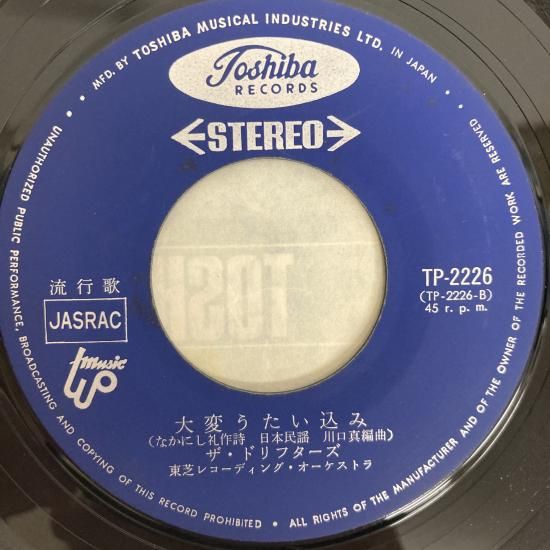 MFD. BY TOSHIBA MUSICAL INDUSTRIES LTD. IN JAPAN •
Toshiba
RECORDS
STEREO
TP-2226
(TP-2226-B)
45 r. p. m.
流行歌
JASRAC
music
up
大変うたい込み
(なかにし礼作詩 日本民謡 川口真編曲)
ザ・ドリフターズ
東芝レコーディング・オーケストラ
• UNAUTHORIZED PUBLIC PERFORMANCE, BROADCASTING AND COPYING OF THIS RECORD PROHIBITED • ALL RIGHTS OF THE MANUFACTURER AND OF THE OWNER OF THE RECORDED WORK ARE RESERVED
TOSH